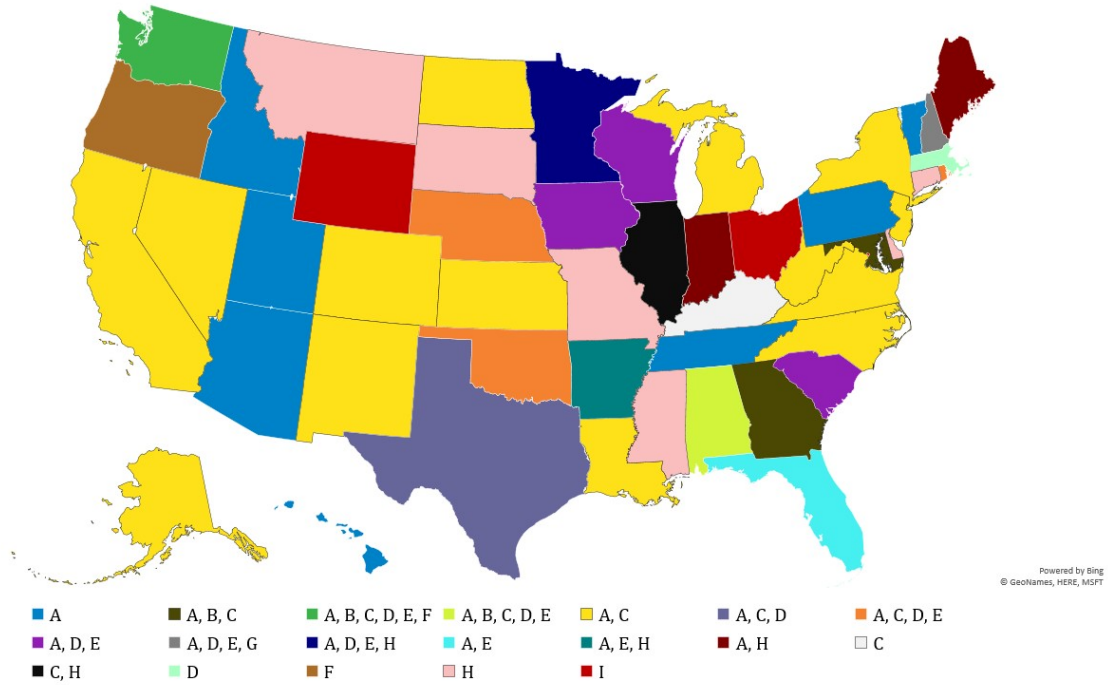 Powered by Bing
© GeoNames, HERE, MSFT
A A, B, C A, B, C, D, E, F A, B, C, D, E A, C A, C, D A, C, D, E
A, D, E A, D, E, G A, D, E, H A, E A, E, H A, H C
C, H D F H I